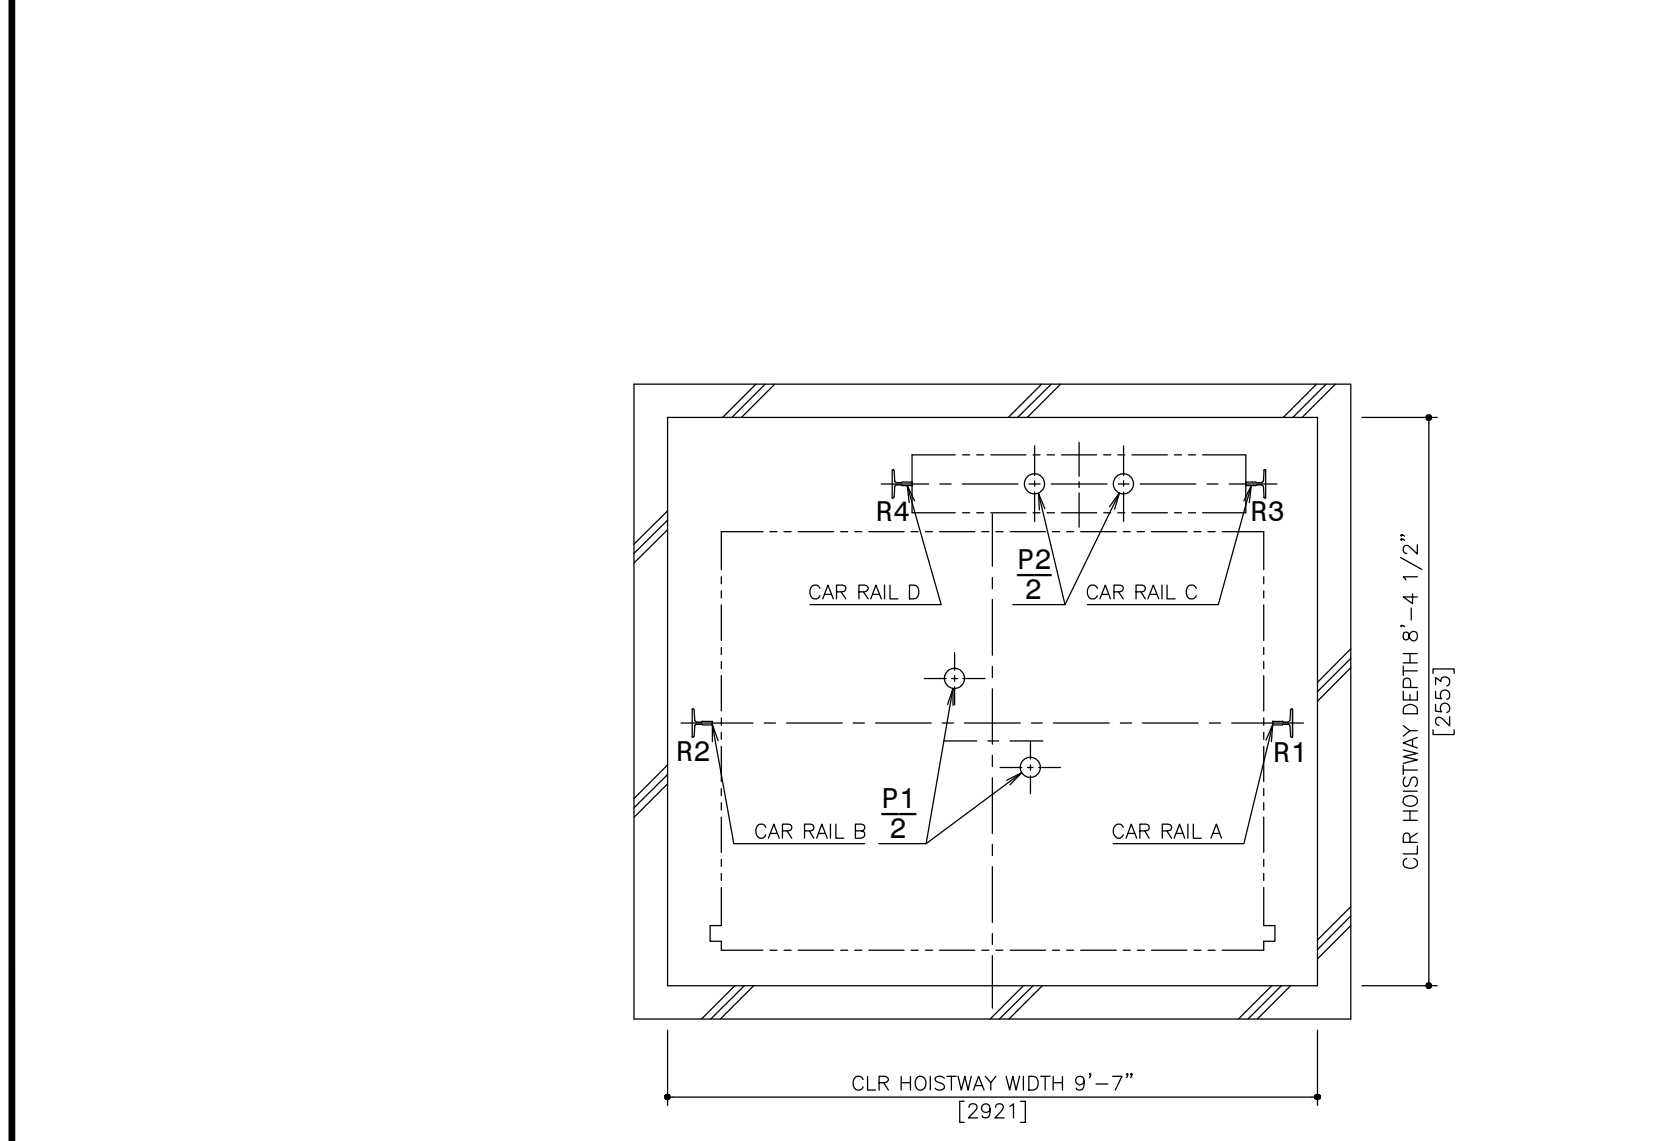 R4
R3
P2
2
CAR RAIL D
CAR RAIL C
R2
R1
P1
2
CAR RAIL B
CAR RAIL A
CLR HOISTWAY DEPTH 8'-4 1/2"
[2553]
CLR HOISTWAY WIDTH 9'-7"
[2921]